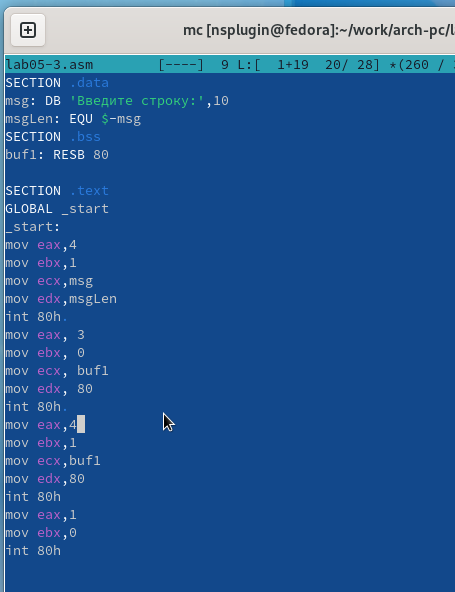 mc [nsplugin@fedora]:~/work/arch-pc/l
lab05-3.asm [----] 9 L:[ 1+19 20/ 28] *(260 / 
SECTION .data
msg: DB 'Введите строку:',10
msgLen: EQU $-msg
SECTION .bss
buf1: RESB 80
SECTION .text
GLOBAL _start
_start:
mov eax,4
mov ebx,1
mov ecx,msg
mov edx,msgLen
int 80h.
mov eax, 3
mov ebx, 0
mov ecx, buf1
mov edx, 80
int 80h.
mov eax,4
mov ebx,1
mov ecx,buf1
mov edx,80
int 80h
mov eax,1
mov ebx,0
int 80h